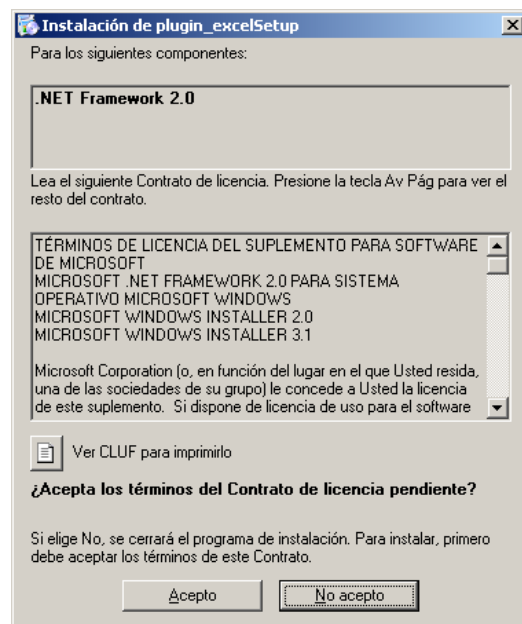 Instalación de plugin_excelSetup
Para los siguientes componentes:
.NET Framework 2.0
Lea el siguiente Contrato de licencia. Presione la tecla Av Pág para ver el
resto del contrato.
TÉRMINOS DE LICENCIA DEL SUPLEMENTO PARA SOFTWARE
DE MICROSOFT
MICROSOFT .NET FRAMEWORK 2.0 PARA SISTEMA
OPERATIVO MICROSOFT WINDOWS
MICROSOFT WINDOWS INSTALLER 2.0
MICROSOFT WINDOWS INSTALLER 3.1
Microsoft Corporation (o, en función del lugar en el que Usted resida,
una de las sociedades de su grupo) le concede a Usted la licencia
de este suplemento. Si dispone de licencia de uso para el software
Ver CLUF para imprimirlo
¿Acepta los términos del Contrato de licencia pendiente?
Si elige No, se cerrará el programa de instalación. Para instalar, primero
debe aceptar los términos de este Contrato.
Acepto
No acepto